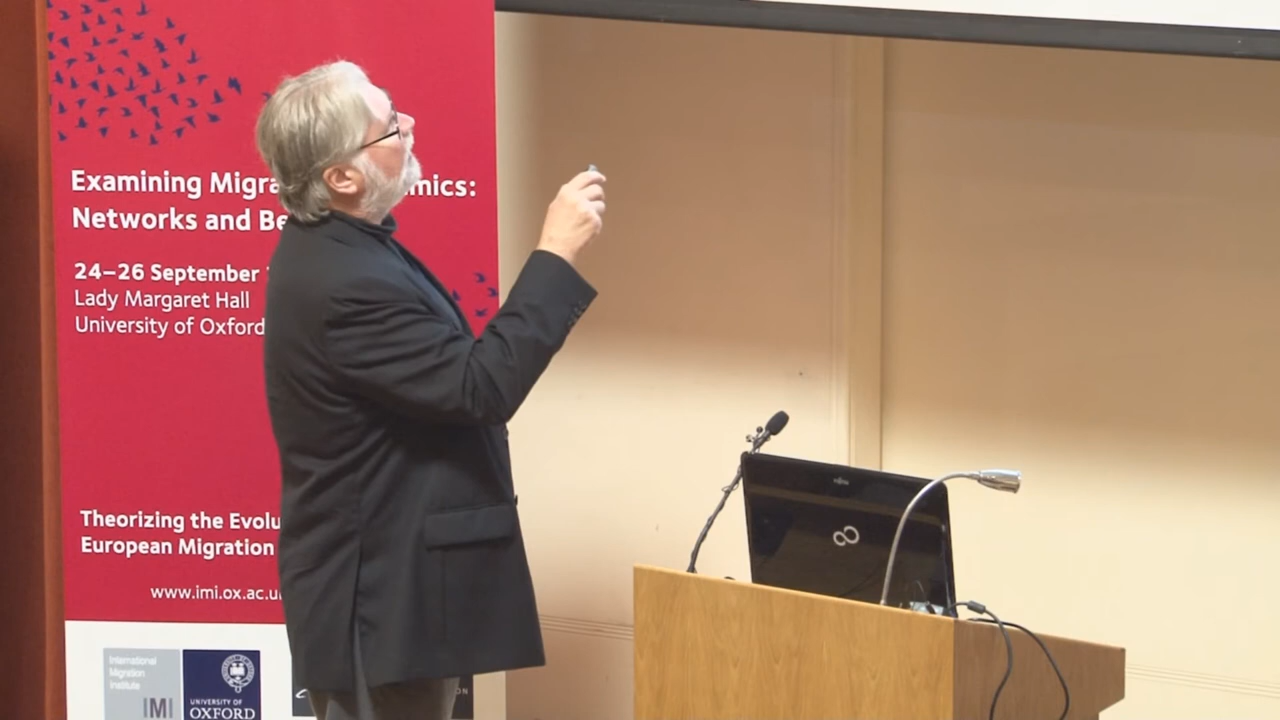 Examining Migra mics:
Networks and Be
24–26 September
Lady Margaret Hall
University of Oxford
Theorizing the Evolu
European Migration
www.imi.ox.ac.u
International
Migration
Institute
IMI
UNIVERSITY OF
OXFORD
FUJITSU